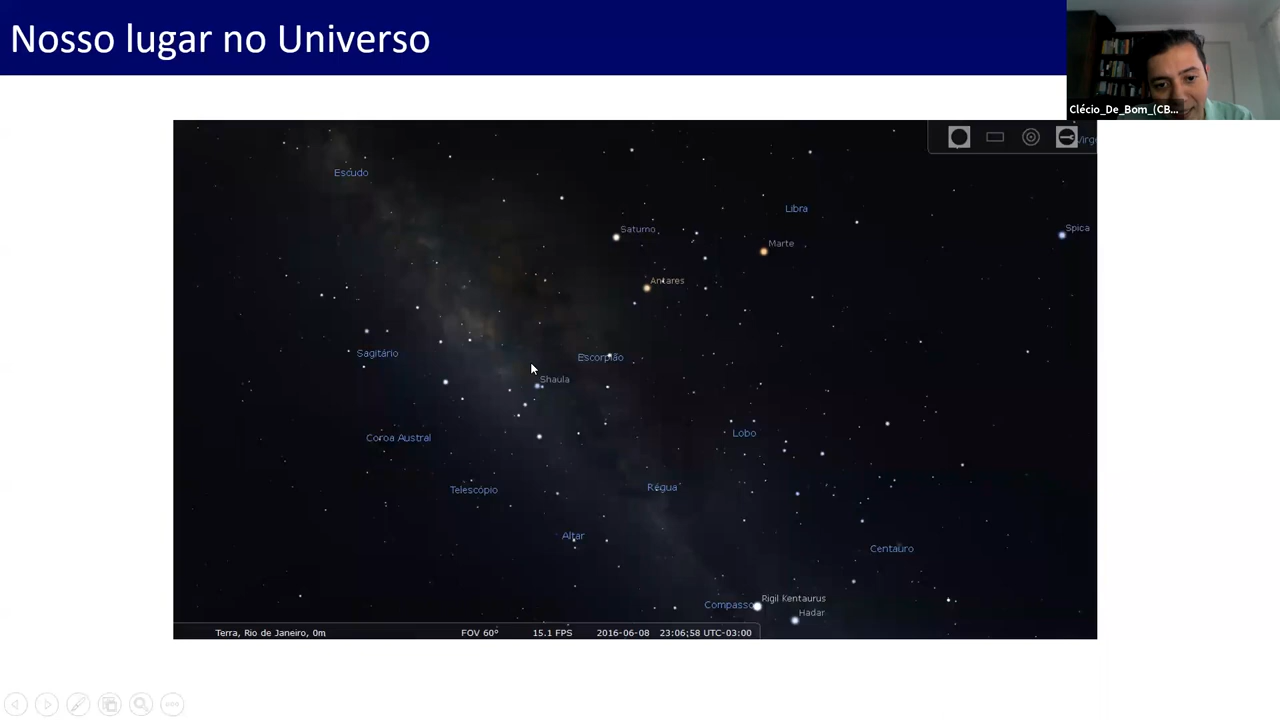 Nosso lugar no Universo
Clécio_De_Bom_(CB...
Virg
Escudo
Libra
Saturno
Spica
Marte
Antares
Sagitário
Escorpião
Shaula
Lobo
Coroa Austral
Telescópio
Régua
Altar
Centauro
Rigil Kentaurus
Compasso
Hadar
Terra, Rio de Janeiro, 0m FOV 60° 15.1 FPS 2016-06-08 23:06:58 UTC-03:00